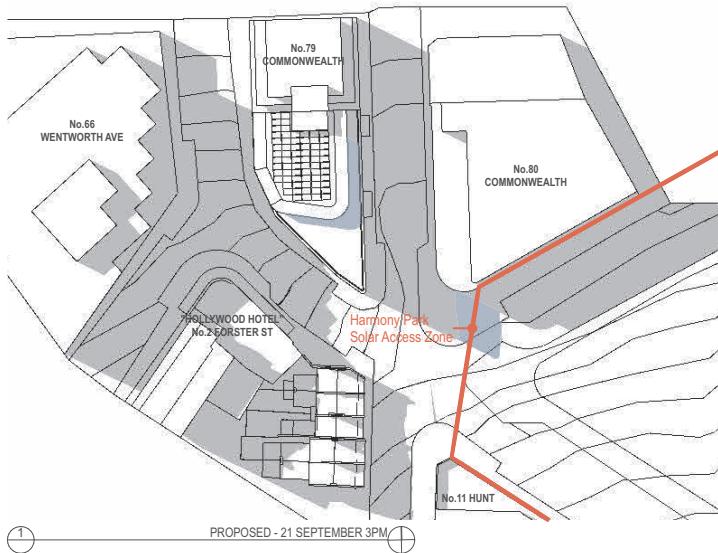 No.79
COMMONWEALTH
No.66
WENTWORTH AVE
No.80
COMMONWEALTH
"HOLLYWOOD HOTEL"
No.2 FORSTER ST
Harmony Park
Solar Access Zone
No.11 HUNT
1
PROPOSED - 21 SEPTEMBER 3PM